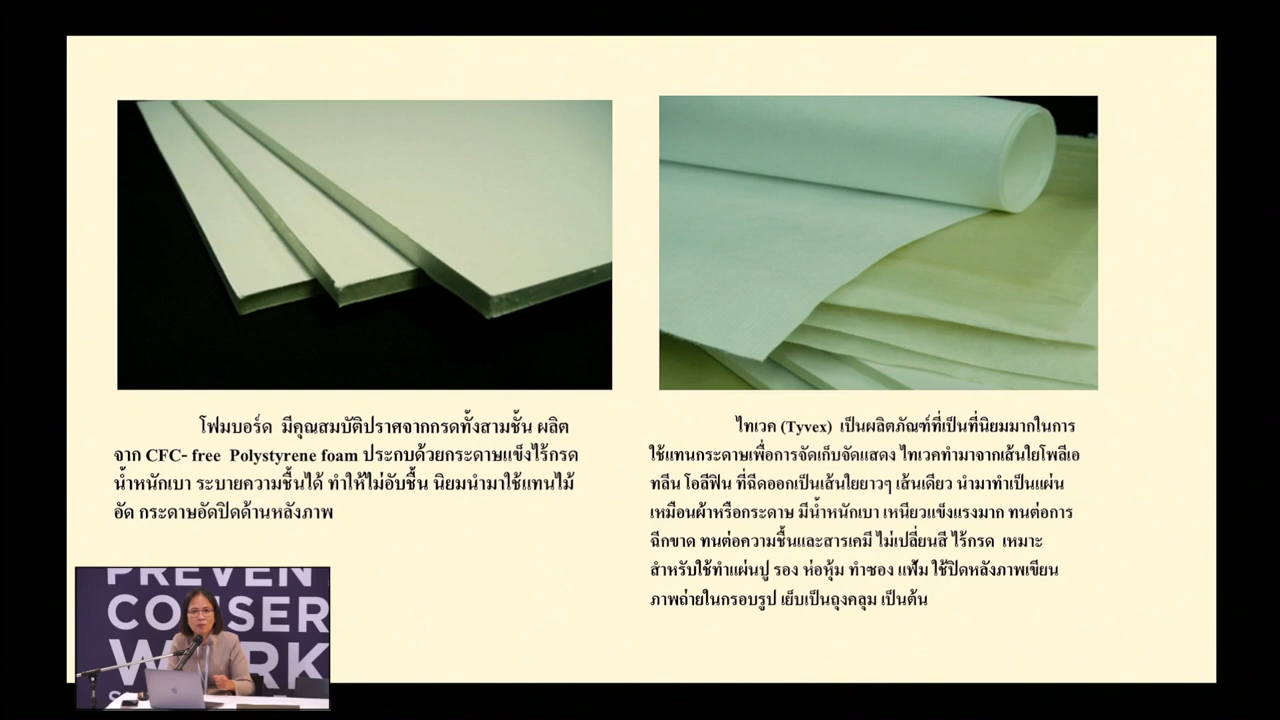 โฟมบอร์ด มีคุณสมบัติปราศจากกรดทั้งสามชั้น ผลิต
จาก CFC- free Polystyrene foam ประกบด้วยกระดาษแข็งไร้กรด
น้ำหนักเบา ระบายความชื้นได้ ทำให้ไม่อับชื้น นิยมนำมาใช้แทนไม้
อัด กระดาษอัดปิดด้านหลังภาพ
ไทเวค (Tyvex) เป็นผลิตภัณฑ์ที่เป็นที่นิยมมากในการ
ใช้แทนกระดาษเพื่อการจัดเก็บจัดแสดง ไทเวคทำมาจากเส้นใยโพลีเอ
ทลีน โอลีฟิน ที่ฉีดออกเป็นเส้นใยยาวๆ เส้นเดียว นำมาทำเป็นแผ่น
เหมือนผ้าหรือกระดาษ มีน้ำหนักเบา เหนียวแข็งแรงมาก ทนต่อการ
ฉีกขาด ทนต่อความชื้นและสารเคมี ไม่เปลี่ยนสี ไร้กรด เหมาะ
สำหรับใช้ทำแผ่นปู รอง ห่อหุ้ม ทำซอง แฟ้ม ใช้ปิดหลังภาพเขียน
ภาพถ่ายในกรอบรูป เย็บเป็นถุงคลุม เป็นต้น
PREVEN
CONSER
W RK